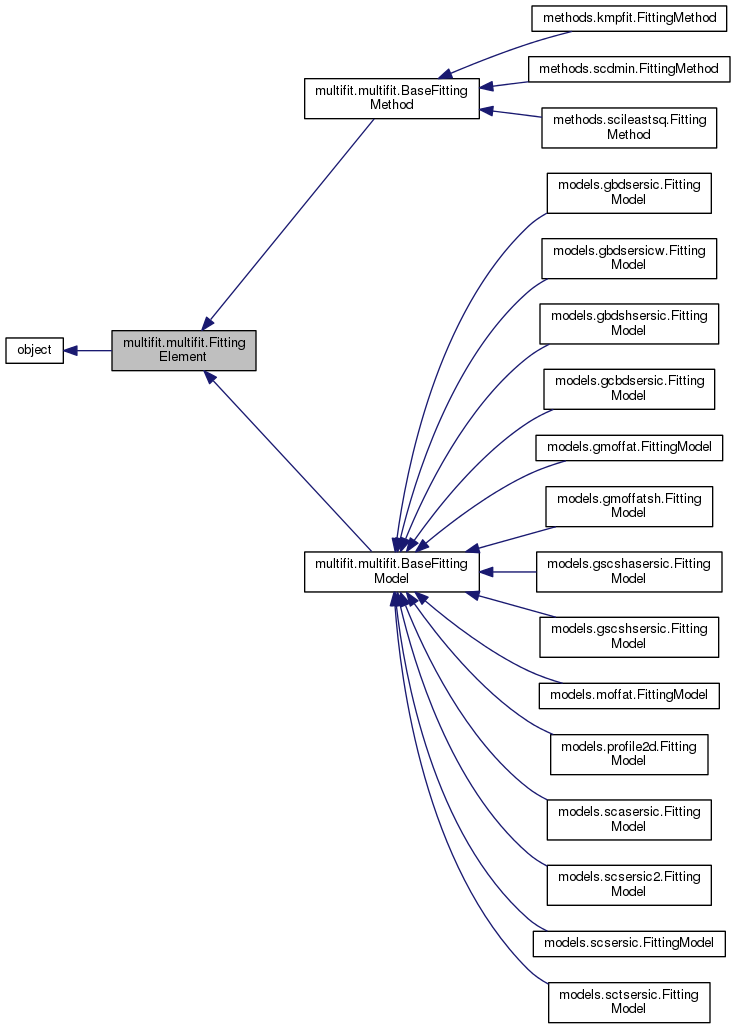 methods.kmpfit.FittingMethod
methods.scdmin.FittingMethod
multifit.multifit.BaseFitting
Method
methods.scileastsq.Fitting
Method
models.gbdsersic.Fitting
Model
models.gbdsersicw.Fitting
Model
models.gbdshsersic.Fitting
Model
object
multifit.multifit.Fitting
Element
models.gcbdsersic.Fitting
Model
models.gmoffat.FittingModel
models.gmoffatsh.Fitting
Model
multifit.multifit.BaseFitting
Model
models.gscshasersic.Fitting
Model
models.gscshsersic.Fitting
Model
models.moffat.FittingModel
models.profile2d.Fitting
Model
models.scasersic.Fitting
Model
models.scsersic2.Fitting
Model
models.scsersic.FittingModel
models.sctsersic.Fitting
Model